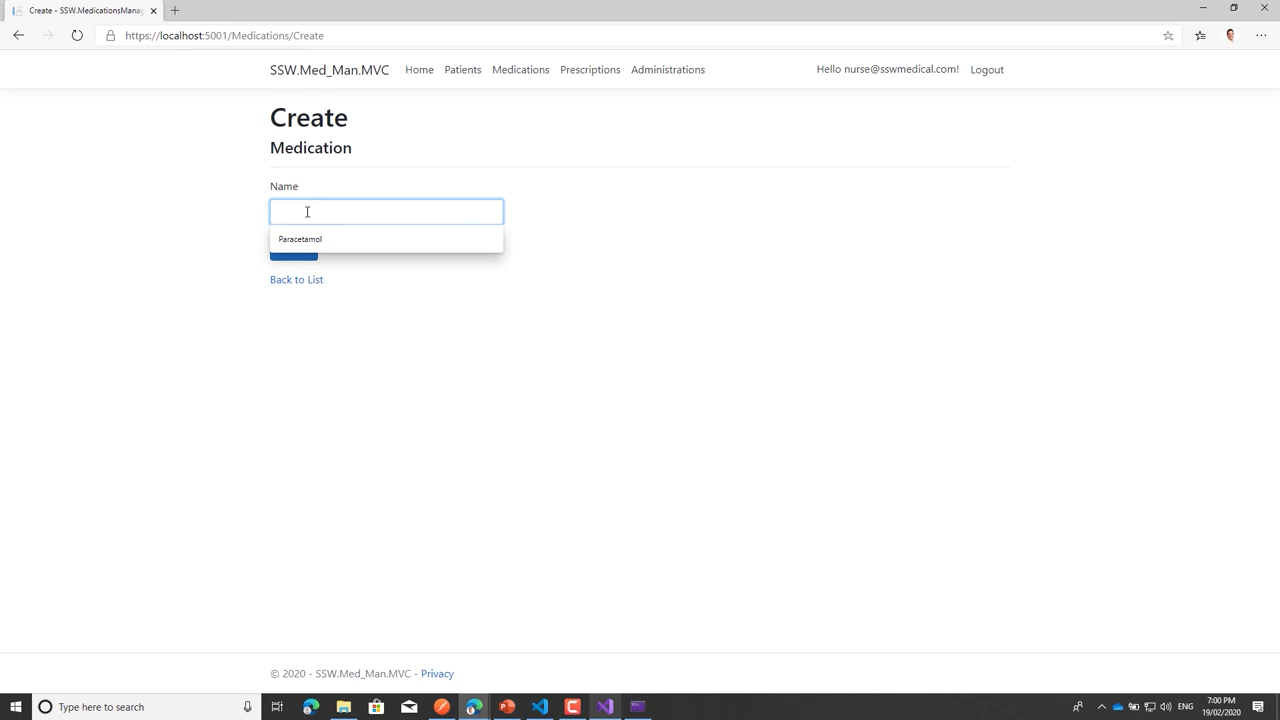 Create - SSW.MedicationsManag
https://localhost:5001/Medications/Create
SSW.Med_Man.MVC Home Patients Medications Prescriptions Administrations Hello nurse@sswmedical.com! Logout
Create
Medication
Name
Paracetamol
Back to List
© 2020 - SSW.Med_Man.MVC - Privacy
Type here to search
ENG
7:00 PM
19/02/2020